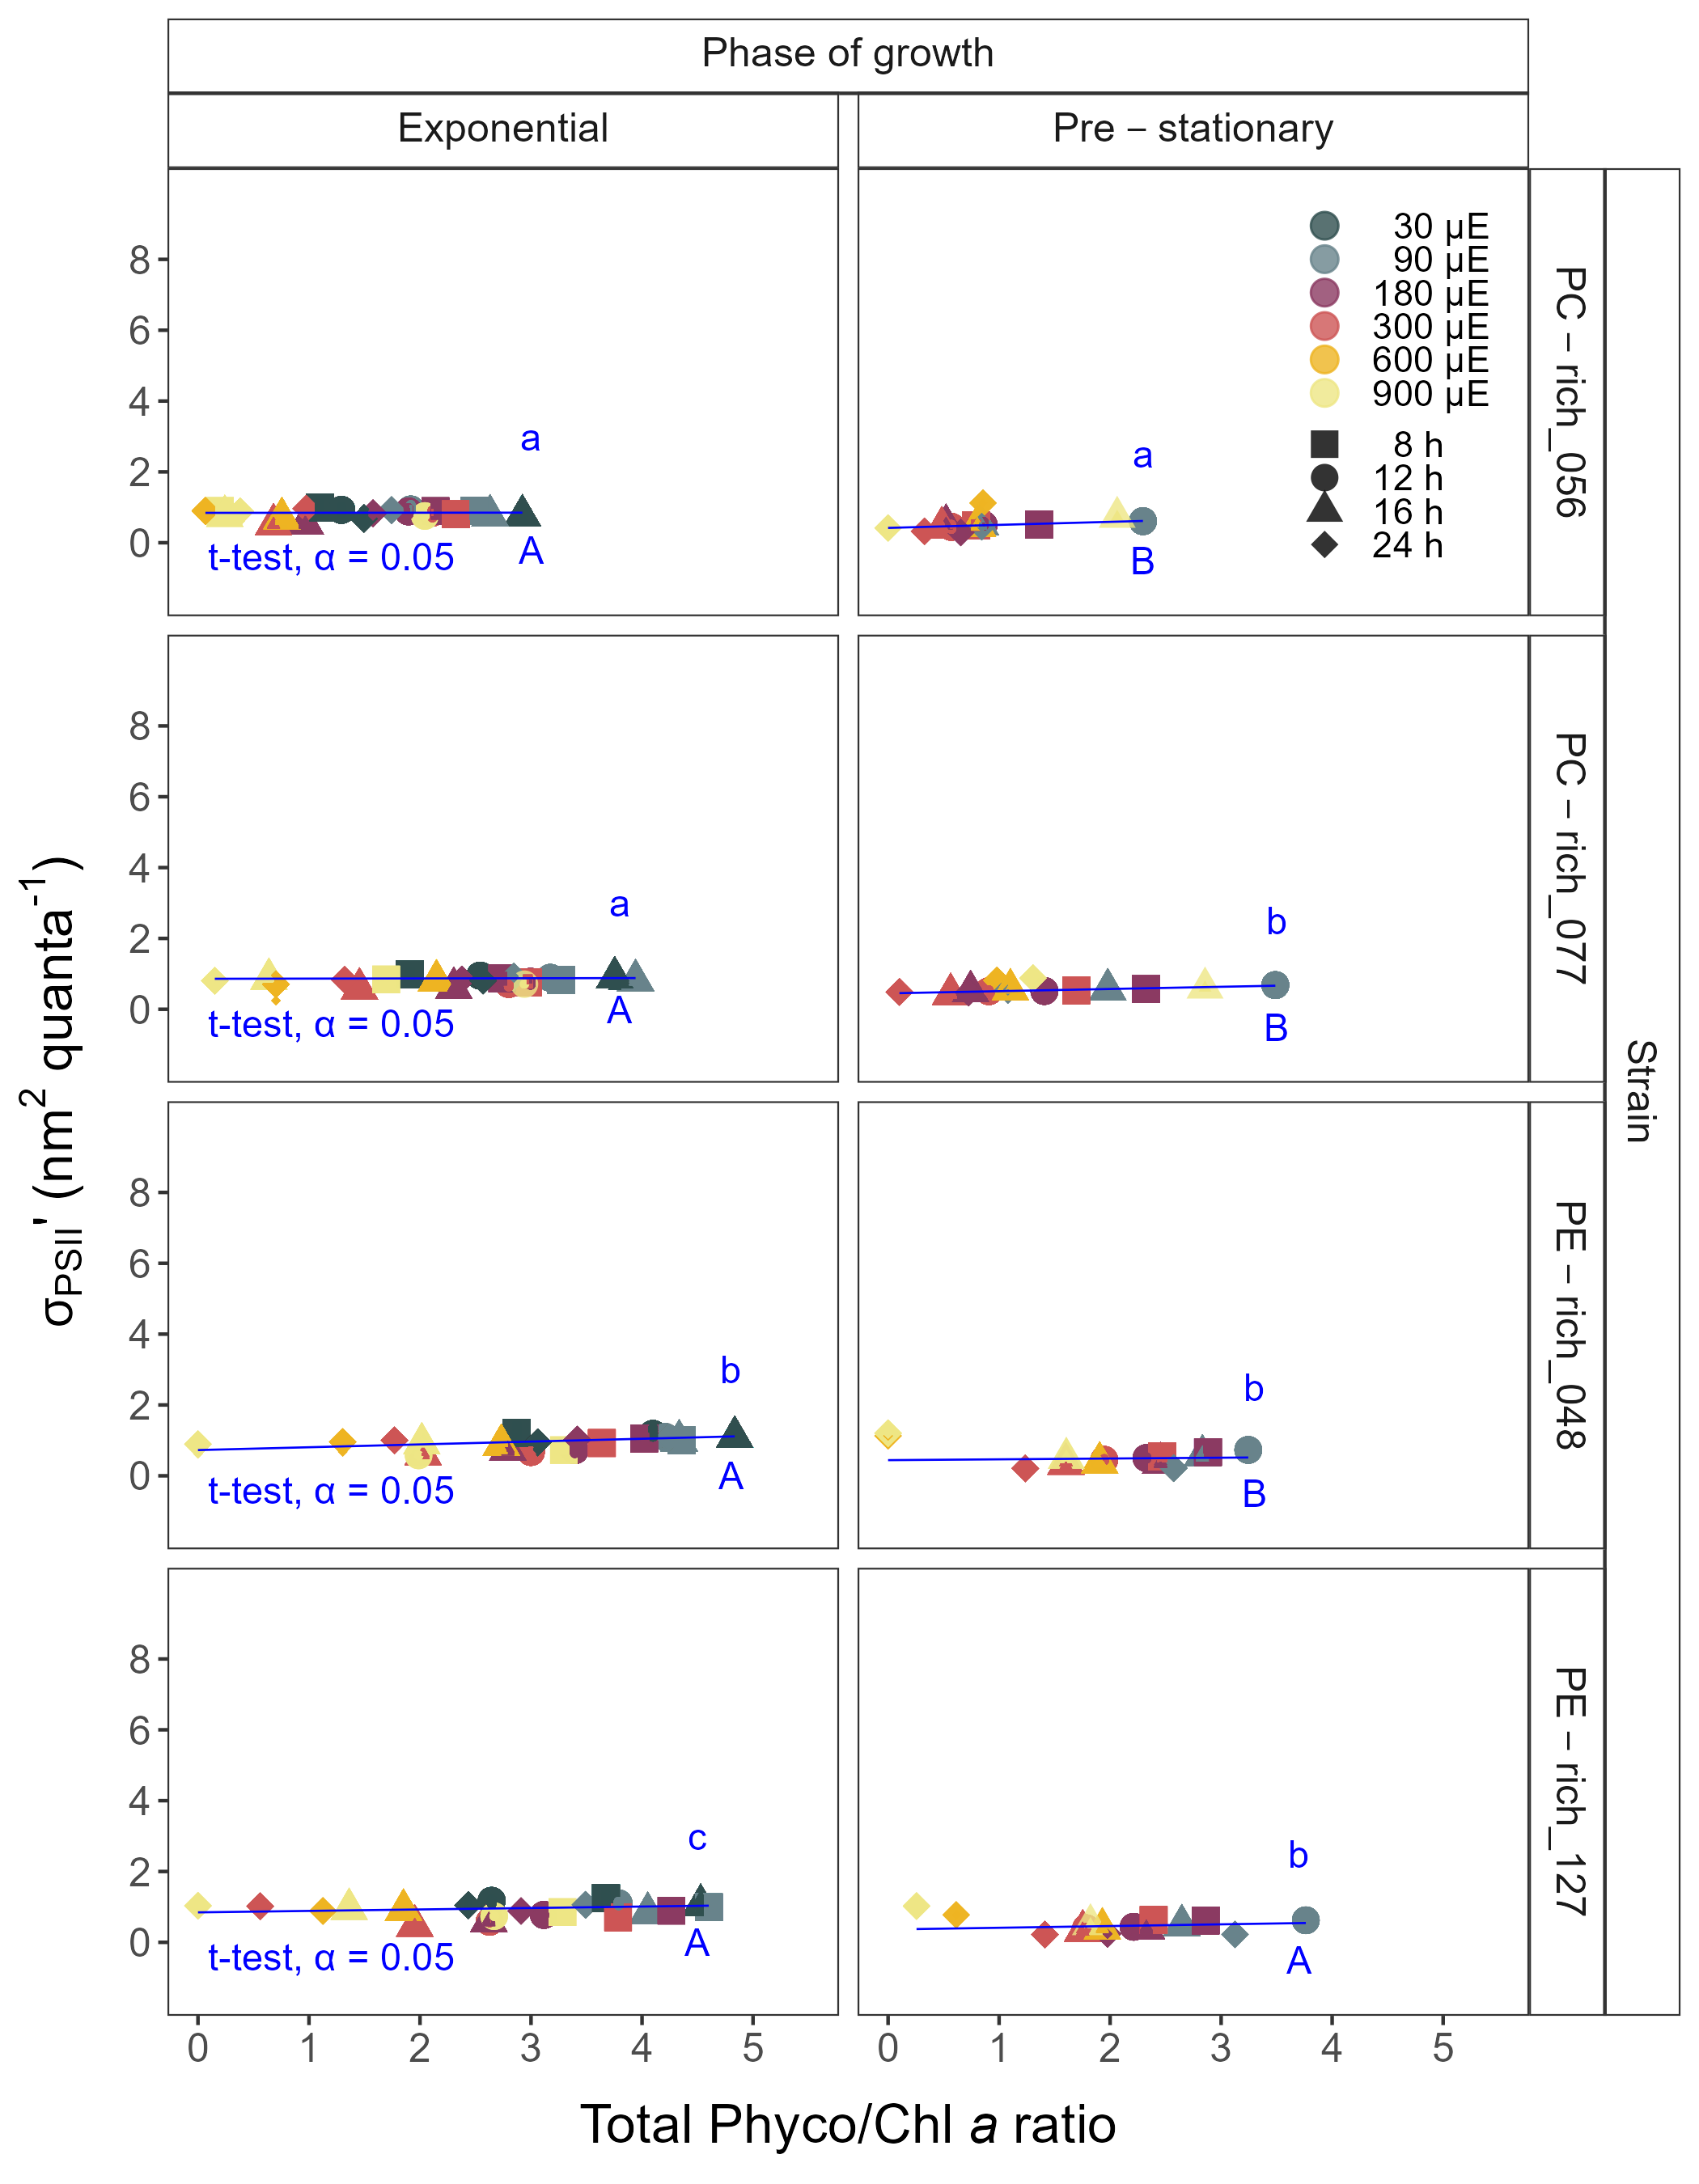 Phase of growth
Exponential
Pre − stationary
8
6
4
2
0
a
A
t-test, α = 0.05
a
B
30 µE
90 µE
180 µE
300 µE
600 µE
900 µE
8 h
12 h
16 h
24 h
PC − rich_056
8
6
4
2
0
a
A
t-test, α = 0.05
b
B
PC − rich_077
8
6
4
2
0
b
A
t-test, α = 0.05
b
B
PE − rich_048
8
6
4
2
0
c
A
t-test, α = 0.05
b
A
PE − rich_127
Strain
σPSII' (nm² quanta⁻¹)
0 1 2 3 4 5
0 1 2 3 4 5
Total Phyco/Chl a ratio